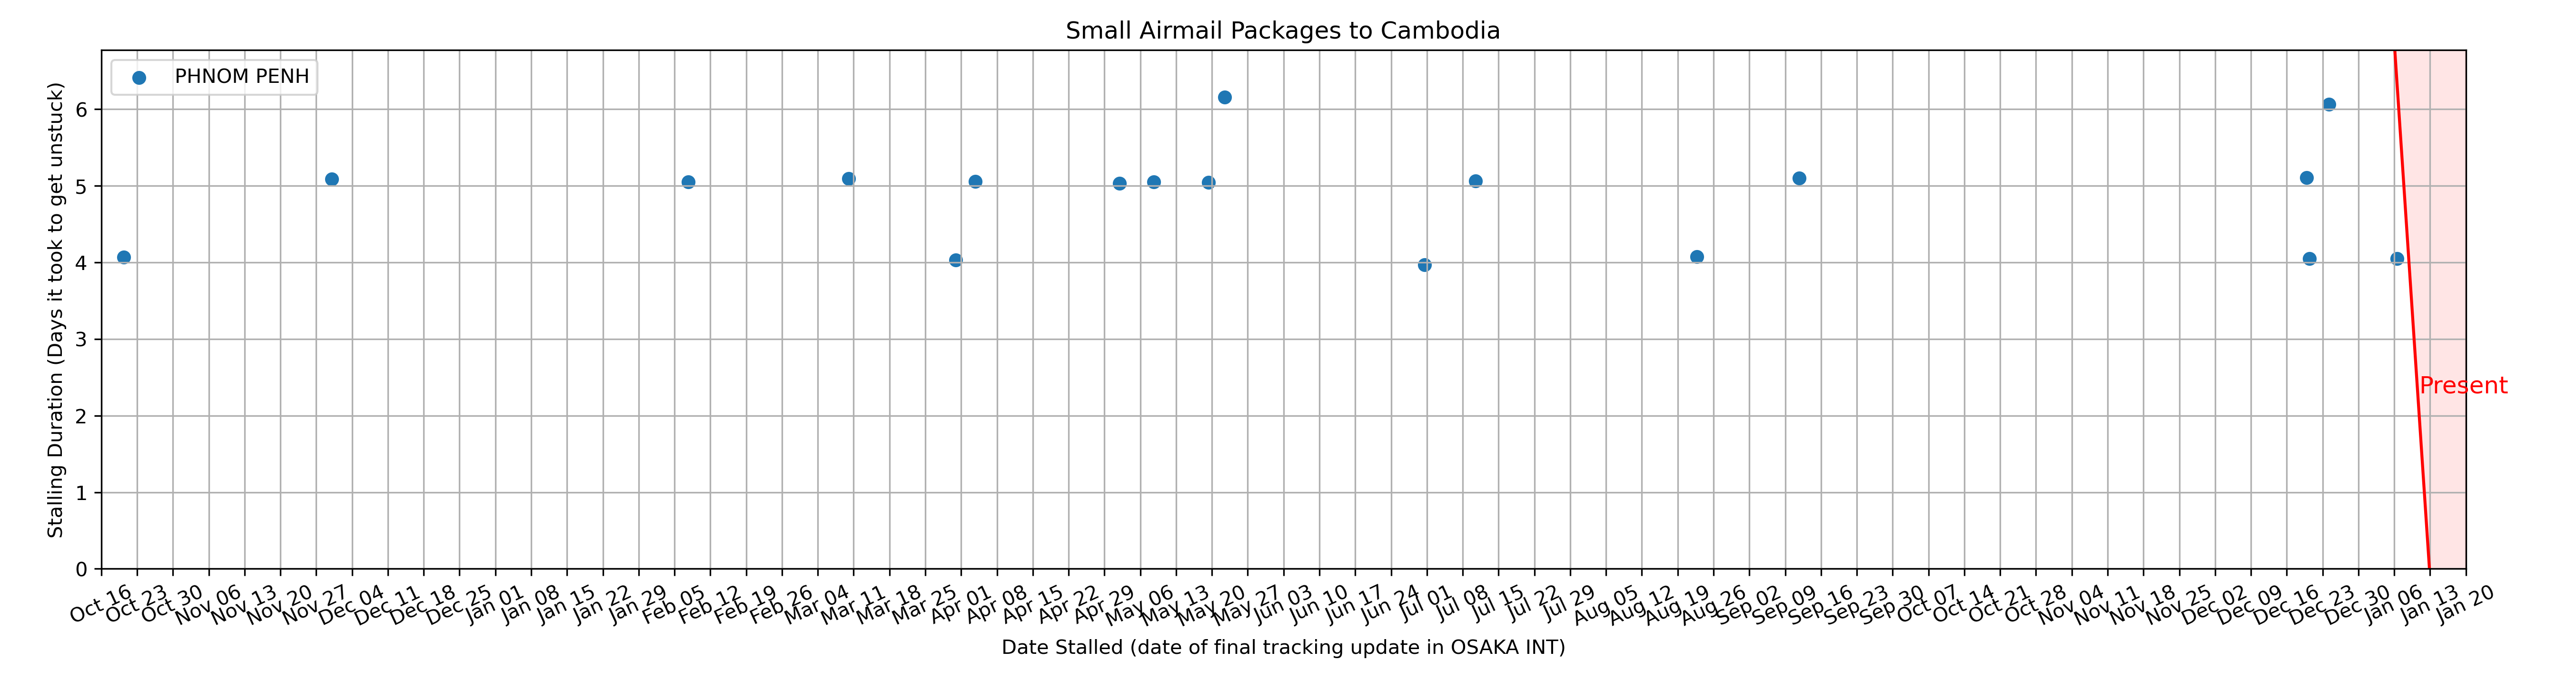 Small Airmail Packages to Cambodia
PHNOM PENH
Stalling Duration (Days it took to get unstuck)
6
5
4
3
2
1
0
Present
Oct 16 Oct 23 Oct 30 Nov 06 Nov 13 Nov 20 Nov 27 Dec 04 Dec 11 Dec 18 Dec 25 Jan 01 Jan 08 Jan 15 Jan 22 Jan 29 Feb 05 Feb 12 Feb 19 Feb 26 Mar 04 Mar 11 Mar 18 Mar 25 Apr 01 Apr 08 Apr 15 Apr 22 Apr 29 May 06 May 13 May 20 May 27 Jun 03 Jun 10 Jun 17 Jun 24 Jul 01 Jul 08 Jul 15 Jul 22 Jul 29 Aug 05 Aug 12 Aug 19 Aug 26 Sep 02 Sep 09 Sep 16 Sep 23 Sep 30 Oct 07 Oct 14 Oct 21 Oct 28 Nov 04 Nov 11 Nov 18 Nov 25 Dec 02 Dec 09 Dec 16 Dec 23 Dec 30 Jan 06 Jan 13 Jan 20
Date Stalled (date of final tracking update in OSAKA INT)